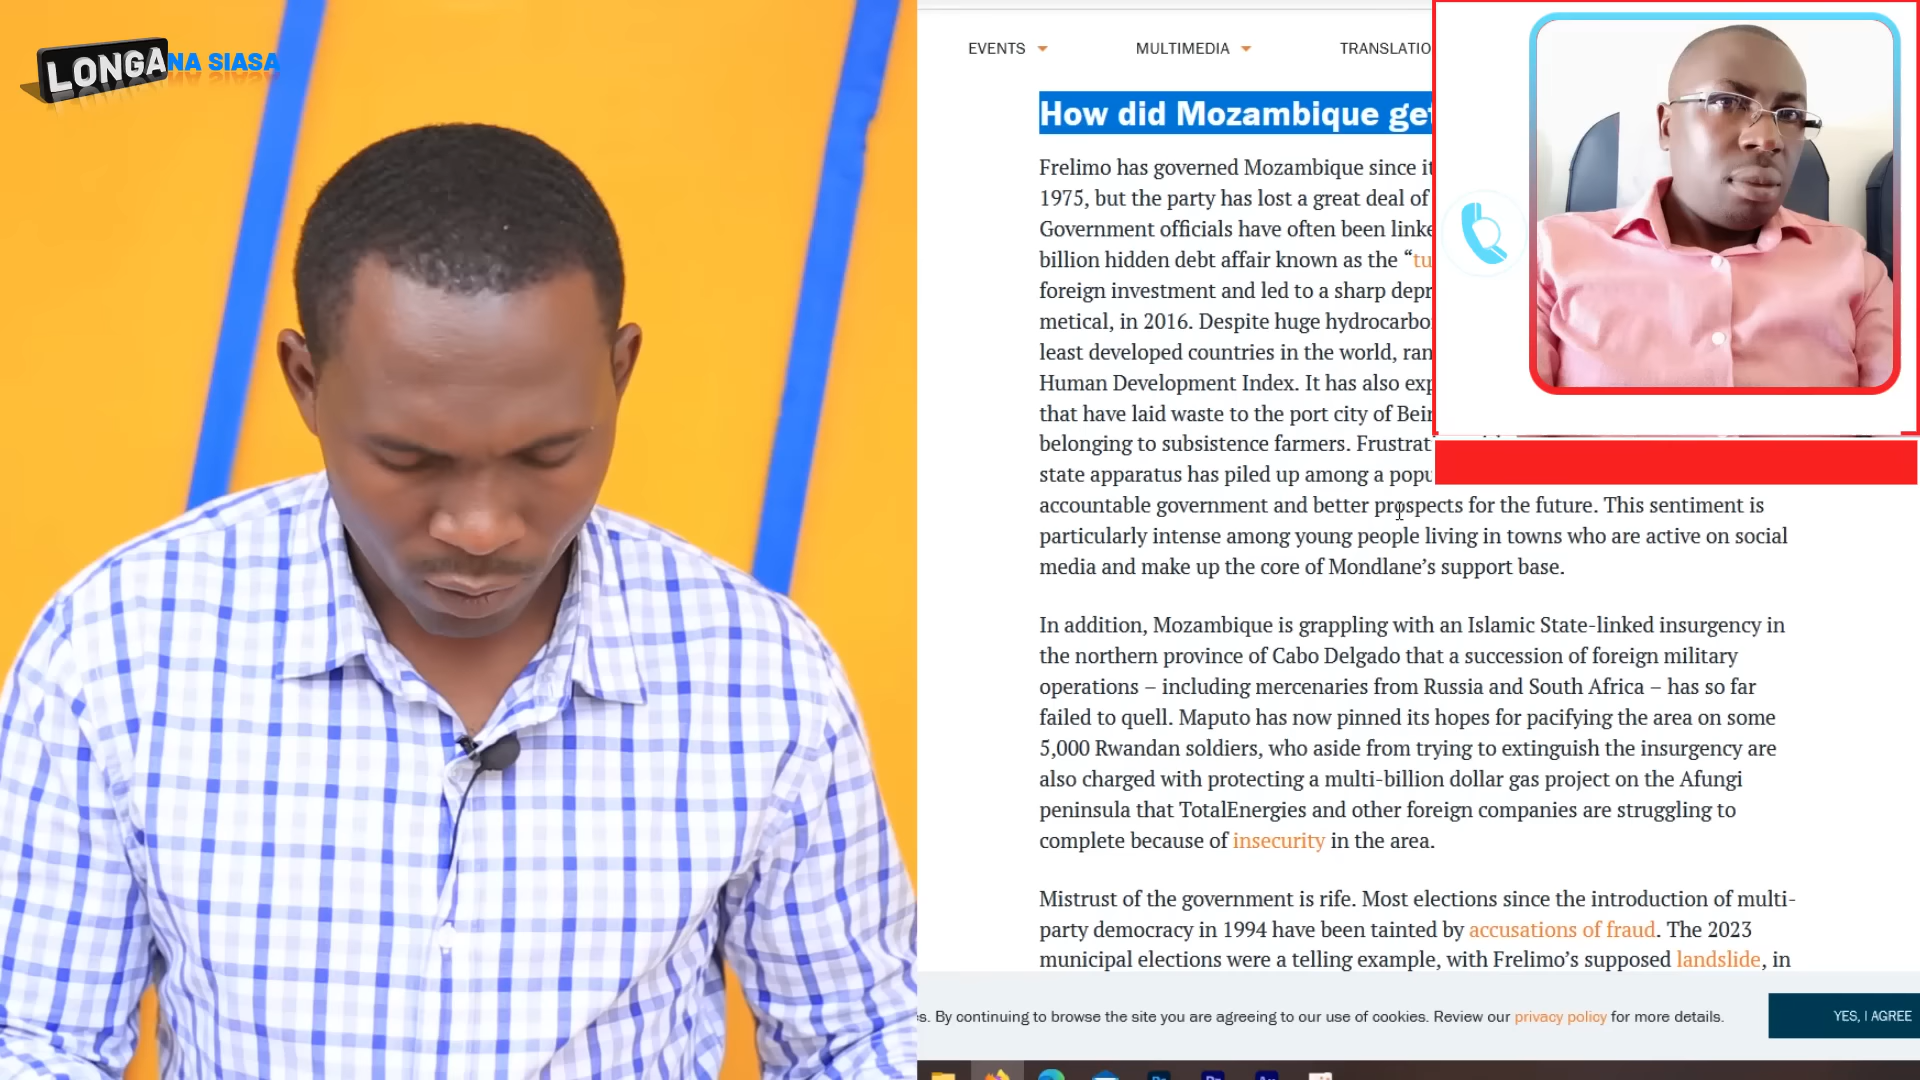 LONGA NA SIASA
EVENTS MULTIMEDIA TRANSLATIO
How did Mozambique get
Frelimo has governed Mozambique since it
1975, but the party has lost a great deal of
Government officials have often been linke
billion hidden debt affair known as the “tu
foreign investment and led to a sharp depr
metical, in 2016. Despite huge hydrocarbo
least developed countries in the world, ran
Human Development Index. It has also exp
that have laid waste to the port city of Beir
belonging to subsistence farmers. Frustrat
state apparatus has piled up among a popu
accountable government and better prospects for the future. This sentiment is
particularly intense among young people living in towns who are active on social
media and make up the core of Mondlane’s support base.
In addition, Mozambique is grappling with an Islamic State-linked insurgency in
the northern province of Cabo Delgado that a succession of foreign military
operations – including mercenaries from Russia and South Africa – has so far
failed to quell. Maputo has now pinned its hopes for pacifying the area on some
5,000 Rwandan soldiers, who aside from trying to extinguish the insurgency are
also charged with protecting a multi-billion dollar gas project on the Afungi
peninsula that TotalEnergies and other foreign companies are struggling to
complete because of insecurity in the area.
Mistrust of the government is rife. Most elections since the introduction of multi-
party democracy in 1994 have been tainted by accusations of fraud. The 2023
municipal elections were a telling example, with Frelimo’s supposed landslide, in
s. By continuing to browse the site you are agreeing to our use of cookies. Review our privacy policy for more details.
YES, I AGREE